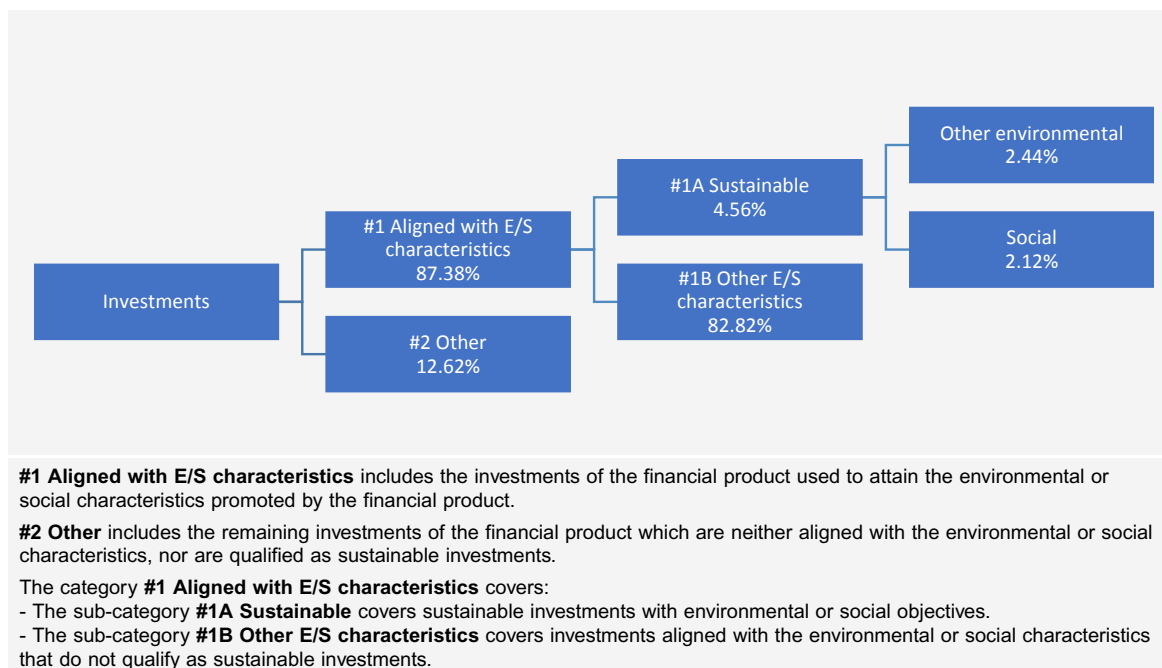 Investments
#1 Aligned with E/S
characteristics
87.38%
#2 Other
12.62%
#1A Sustainable
4.56%
#1B Other E/S
characteristics
82.82%
Other environmental
2.44%
Social
2.12%
#1 Aligned with E/S characteristics includes the investments of the financial product used to attain the environmental or
social characteristics promoted by the financial product.
#2 Other includes the remaining investments of the financial product which are neither aligned with the environmental or social
characteristics, nor are qualified as sustainable investments.
The category #1 Aligned with E/S characteristics covers:
- The sub-category #1A Sustainable covers sustainable investments with environmental or social objectives.
- The sub-category #1B Other E/S characteristics covers investments aligned with the environmental or social characteristics
that do not qualify as sustainable investments.